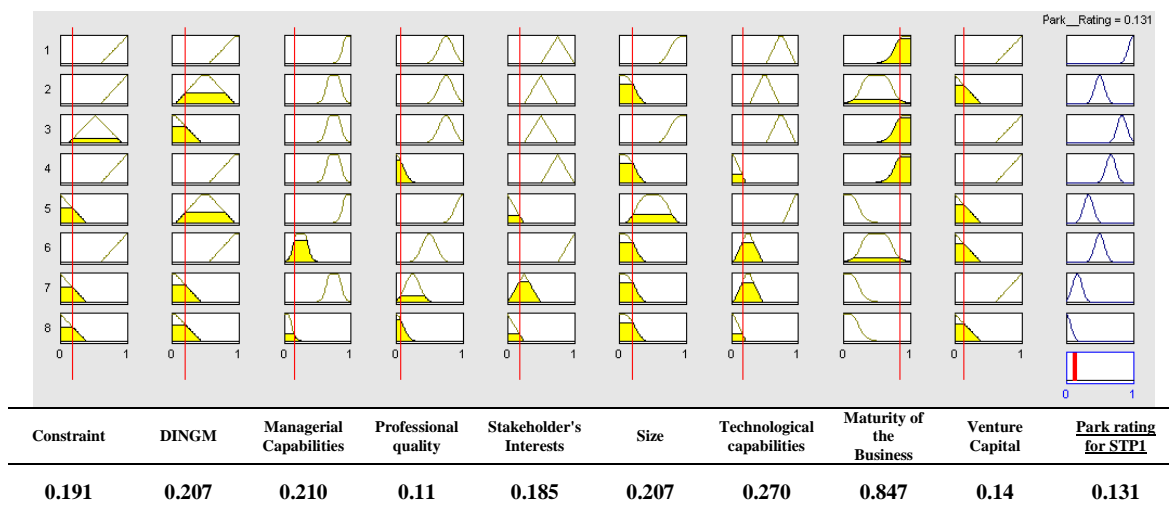 Park__Rating = 0.131
1
2
3
4
5
6
7
8
0 1 0 1 0 1 0 1 0 1 0 1 0 1 0 1 0 1
0 1
Constraint DINGM Managerial Capabilities Professional quality Stakeholder's Interests Size Technological capabilities Maturity of the Business Venture Capital Park rating for STP1
0.191 0.207 0.210 0.11 0.185 0.207 0.270 0.847 0.14 0.131